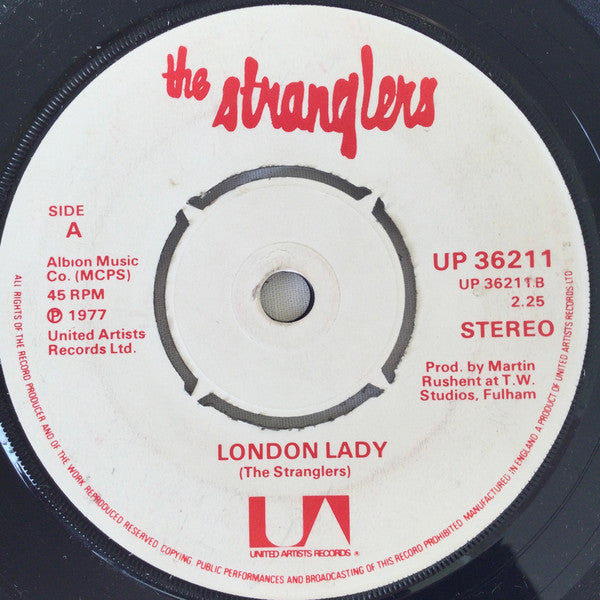 the stranglers
SIDE
A
Albion Music
Co. (MCPS)
45 RPM
℗ 1977
United Artists
Records Ltd.
UP 36211
UP 36211B
2.25
STEREO
Prod. by Martin
Rushent at T.W.
Studios, Fulham
LONDON LADY
(The Stranglers)
UA
UNITED ARTISTS RECORDS ®
ALL RIGHTS OF THE RECORD PRODUCER AND OF THE WORK REPRODUCED RESERVED COPYING, PUBLIC PERFORMANCES AND BROADCASTING OF THIS RECORD PROHIBITED MANUFACTURED IN ENGLAND A PRODUCT OF UNITED ARTISTS RECORDS LTD